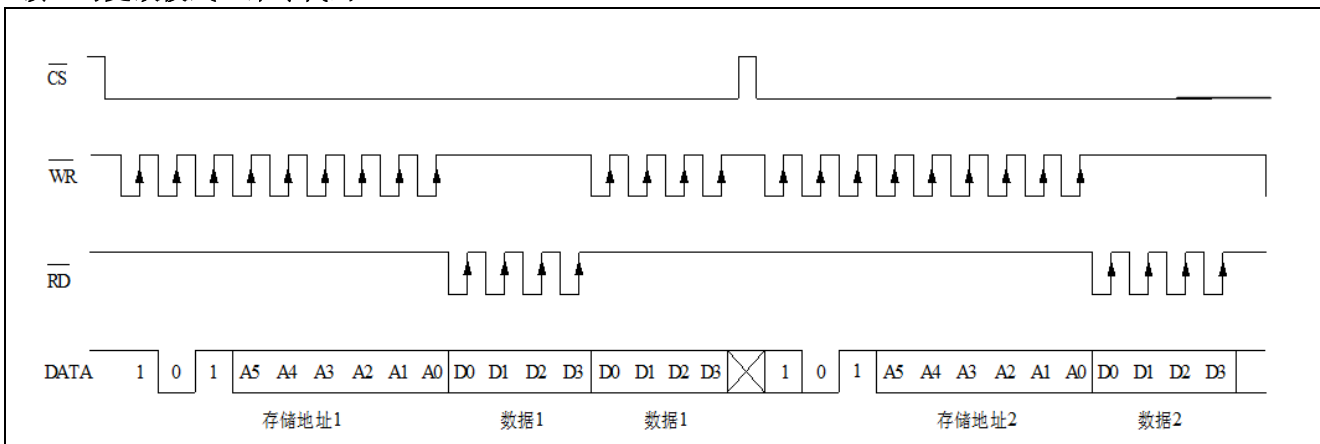 CS
WR
RD
DATA 1 0 1 A5 A4 A3 A2 A1 A0 D0 D1 D2 D3 D0 D1 D2 D3 1 0 1 A5 A4 A3 A2 A1 A0 D0 D1 D2 D3
存储地址1 数据1 数据1 存储地址2 数据2